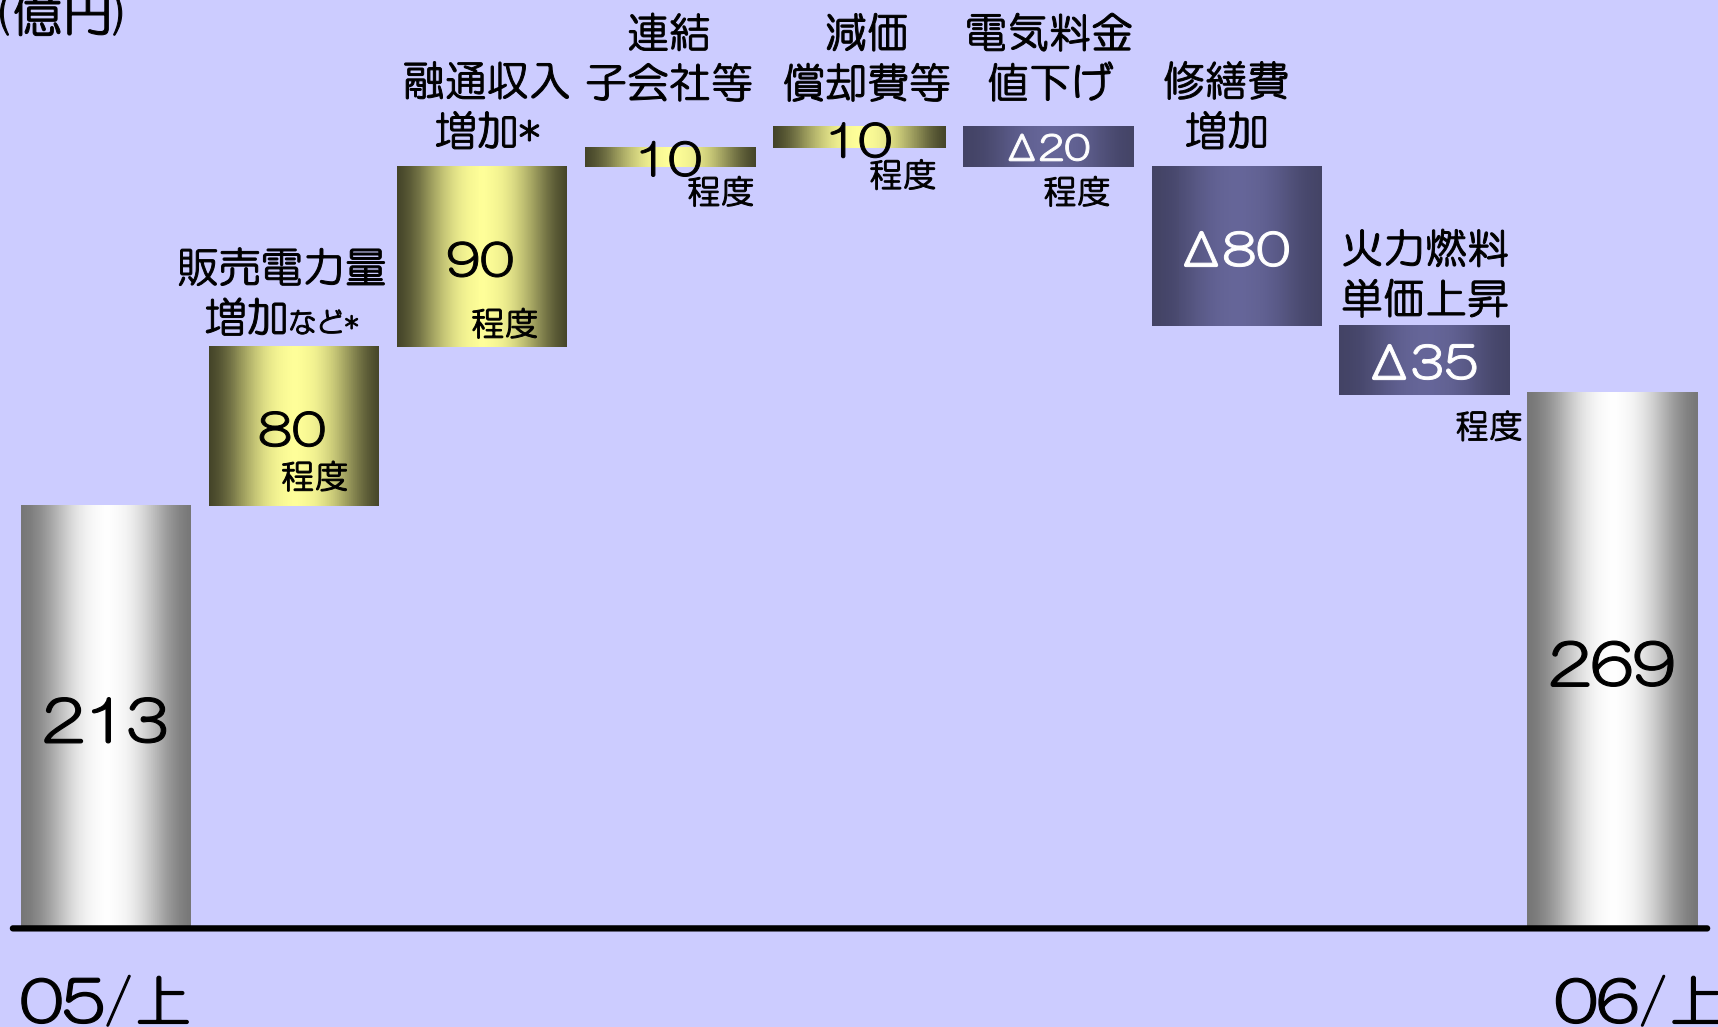 (億円)
販売電力量
増加など*
80
程度
融通収入
増加*
90
程度
連結
子会社等
10
程度
減価
償却費等
10
程度
電気料金
値下げ
Δ20
程度
修繕費
増加
Δ80
火力燃料
単価上昇
Δ35
程度
213
269
05/上
06/上